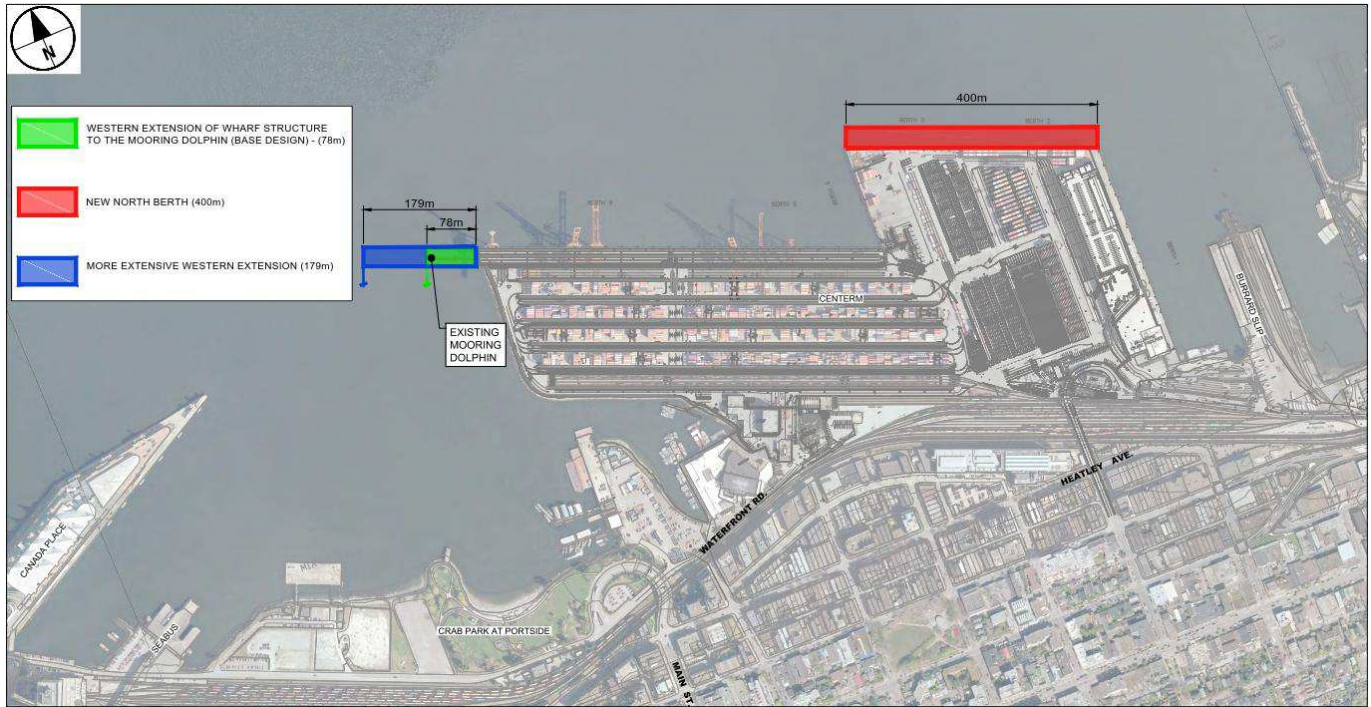 N
WESTERN EXTENSION OF WHARF STRUCTURE
TO THE MOORING DOLPHIN (BASE DESIGN) - (78m)
NEW NORTH BERTH (400m)
MORE EXTENSIVE WESTERN EXTENSION (179m)
400m
179m
78m
EXISTING
MOORING
DOLPHIN
CENTERM
BURRARD SLIP
HEATLEY AVE.
WATERFRONT RD.
CANADA PLACE
SEABUS
CRAB PARK AT PORTSIDE
MAIN ST.